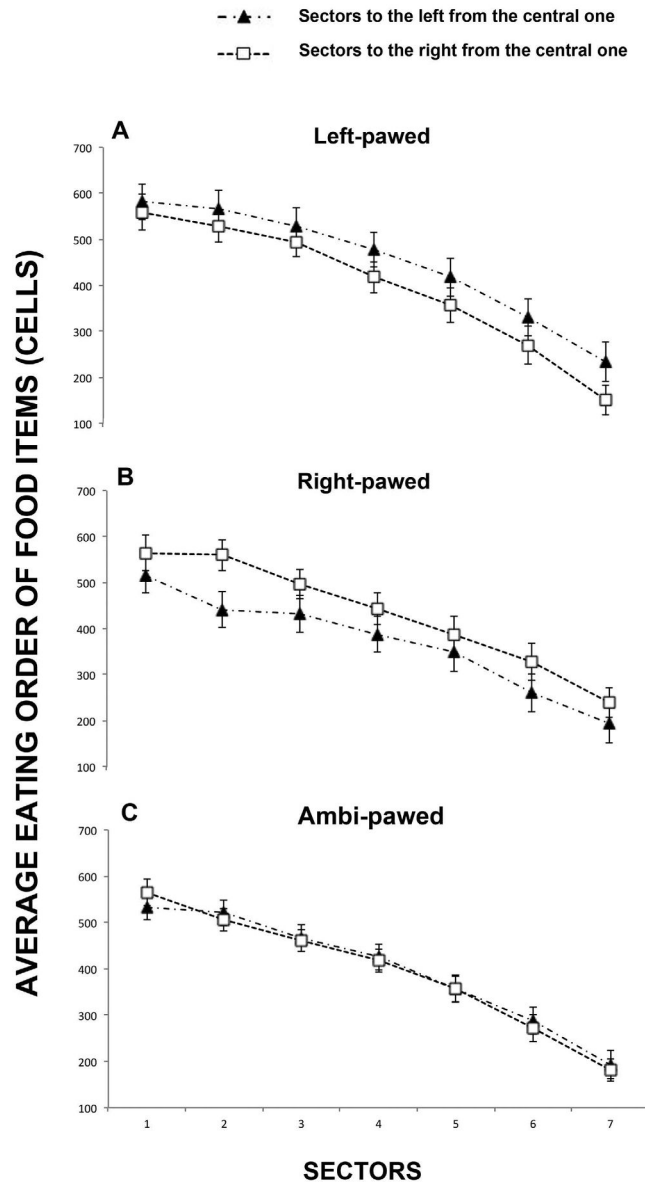 Sectors to the left from the central one
Sectors to the right from the central one
AVERAGE EATING ORDER OF FOOD ITEMS (CELLS)
A
Left-pawed
700
600
500
400
300
200
100
B
Right-pawed
700
600
500
400
300
200
100
C
Ambi-pawed
700
600
500
400
300
200
100
1 2 3 4 5 6 7
SECTORS